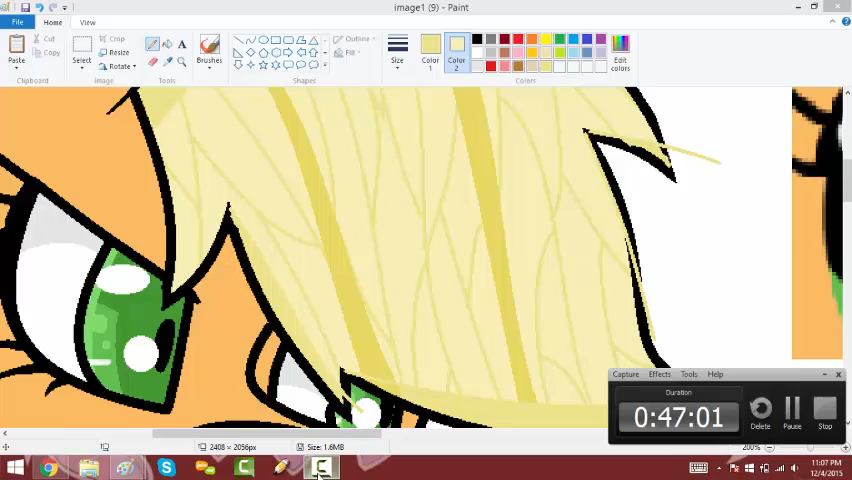 image1 (9) - Paint
File
Home
View
Paste
Cut
Copy
Clipboard
Select
Crop
Resize
Rotate
Image
Tools
Brushes
Outline
Fill
Shapes
Size
Color 1
Color 2
Edit colors
Colors
Capture
Effects
Tools
Help
Duration
0:47:01
Delete
Pause
Stop
2408 × 2056px
Size: 1.6MB
200%
11:07 PM
12/4/2015